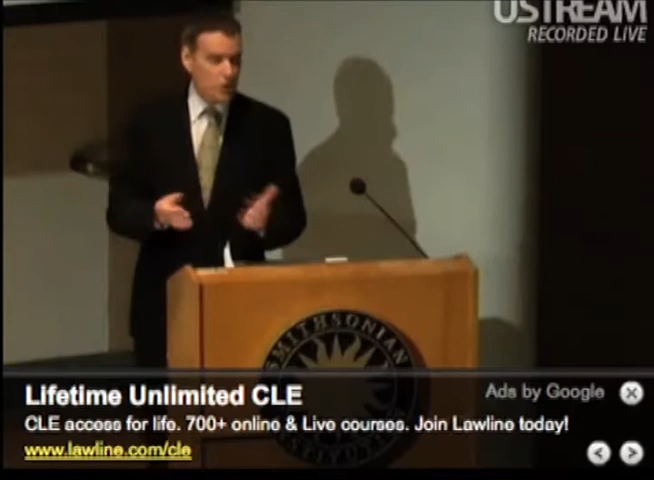 USTREAM
RECORDED LIVE
SMITHSONIAN
Lifetime Unlimited CLE
Ads by Google
CLE access for life. 700+ online & Live courses. Join Lawline today!
www.lawline.com/cle